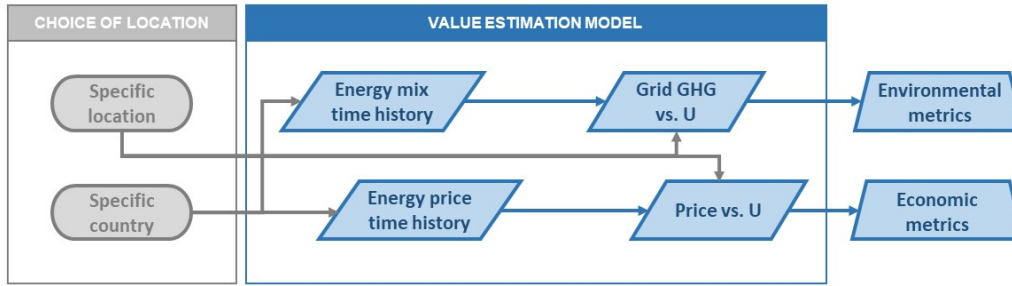 CHOICE OF LOCATION
VALUE ESTIMATION MODEL
Specific
location
Energy mix
time history
Grid GHG
vs. U
Environmental
metrics
Specific
country
Energy price
time history
Price vs. U
Economic
metrics